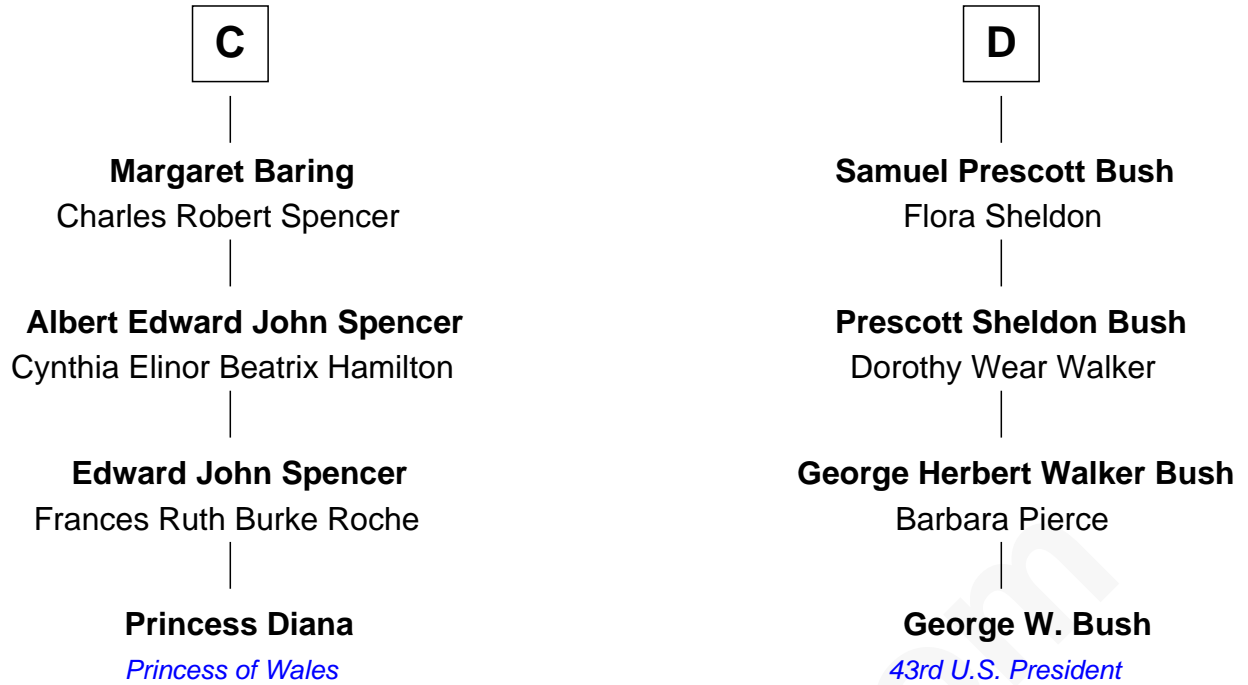 C
Margaret Baring
Charles Robert Spencer
Albert Edward John Spencer
Cynthia Elinor Beatrix Hamilton
Edward John Spencer
Frances Ruth Burke Roche
Princess Diana
Princess of Wales
D
Samuel Prescott Bush
Flora Sheldon
Prescott Sheldon Bush
Dorothy Wear Walker
George Herbert Walker Bush
Barbara Pierce
George W. Bush
43rd U.S. President